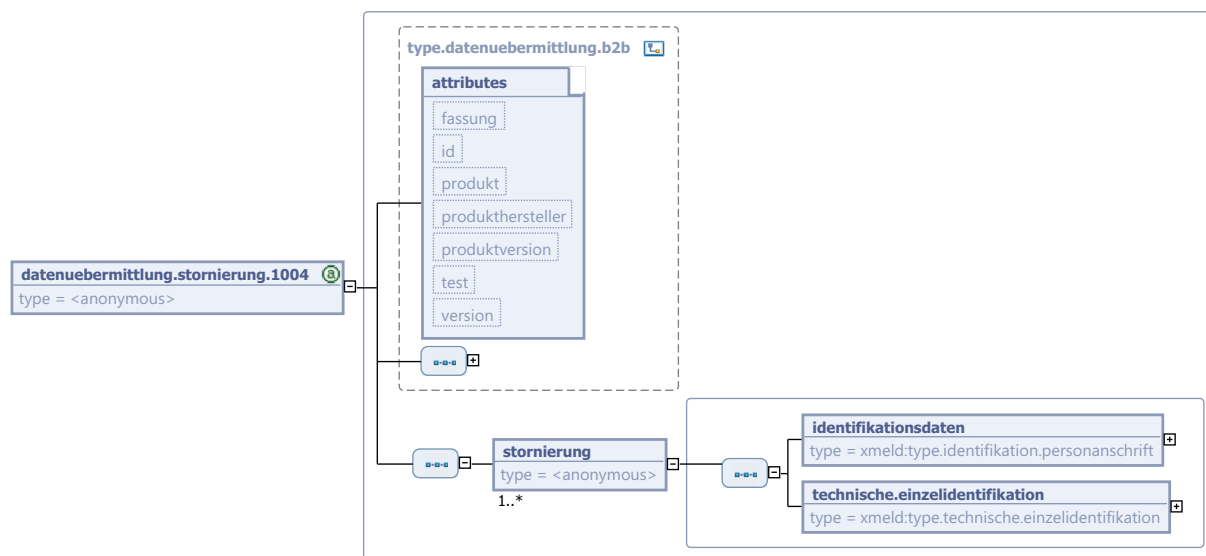 type.datenuebermittlung.b2b
attributes
fassung
id
produkt
produkthersteller
produktversion
test
version
datenuebermittlung.stornierung.1004 a
type = <anonymous>
stornierung
type = <anonymous>
1..*
identifikationsdaten
type = xmeld:type.identifikation.personanschrift
technische.einzelidentifikation
type = xmeld:type.technische.einzelidentifikation